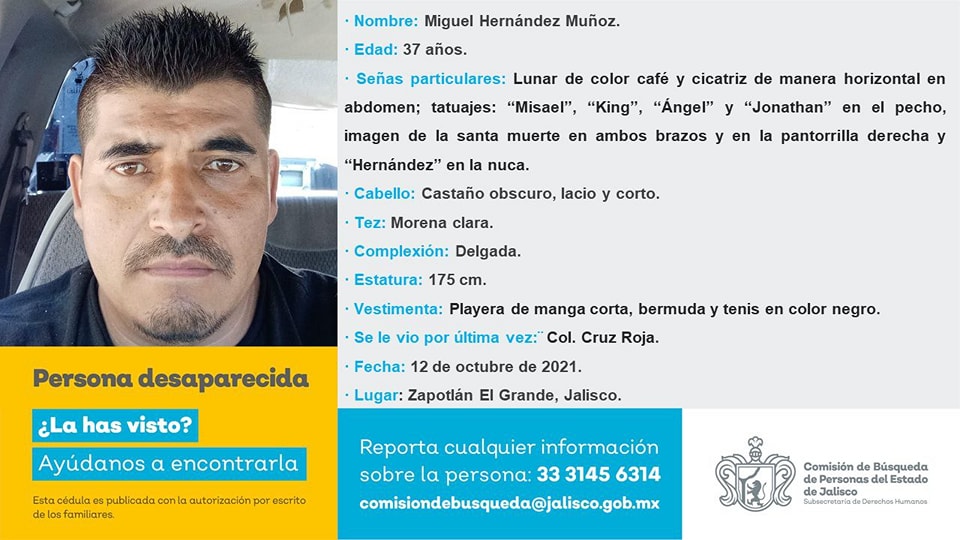 · Nombre: Miguel Hernández Muñoz.
· Edad: 37 años.
· Señas particulares: Lunar de color café y cicatriz de manera horizontal en
abdomen; tatuajes: “Misael”, “King”, “Ángel” y “Jonathan” en el pecho,
imagen de la santa muerte en ambos brazos y en la pantorrilla derecha y
“Hernández” en la nuca.
· Cabello: Castaño obscuro, lacio y corto.
· Tez: Morena clara.
· Complexión: Delgada.
· Estatura: 175 cm.
· Vestimenta: Playera de manga corta, bermuda y tenis en color negro.
· Se le vio por última vez:¨ Col. Cruz Roja.
· Fecha: 12 de octubre de 2021.
· Lugar: Zapotlán El Grande, Jalisco.
Persona desaparecida
¿La has visto?
Ayúdanos a encontrarla
Esta cédula es publicada con la autorización por escrito
de los familiares.
Reporta cualquier información
sobre la persona: 33 3145 6314
comisiondebusqueda@jalisco.gob.mx
Comisión de Búsqueda
de Personas del Estado
de Jalisco
Subsecretaría de Derechos Humanos